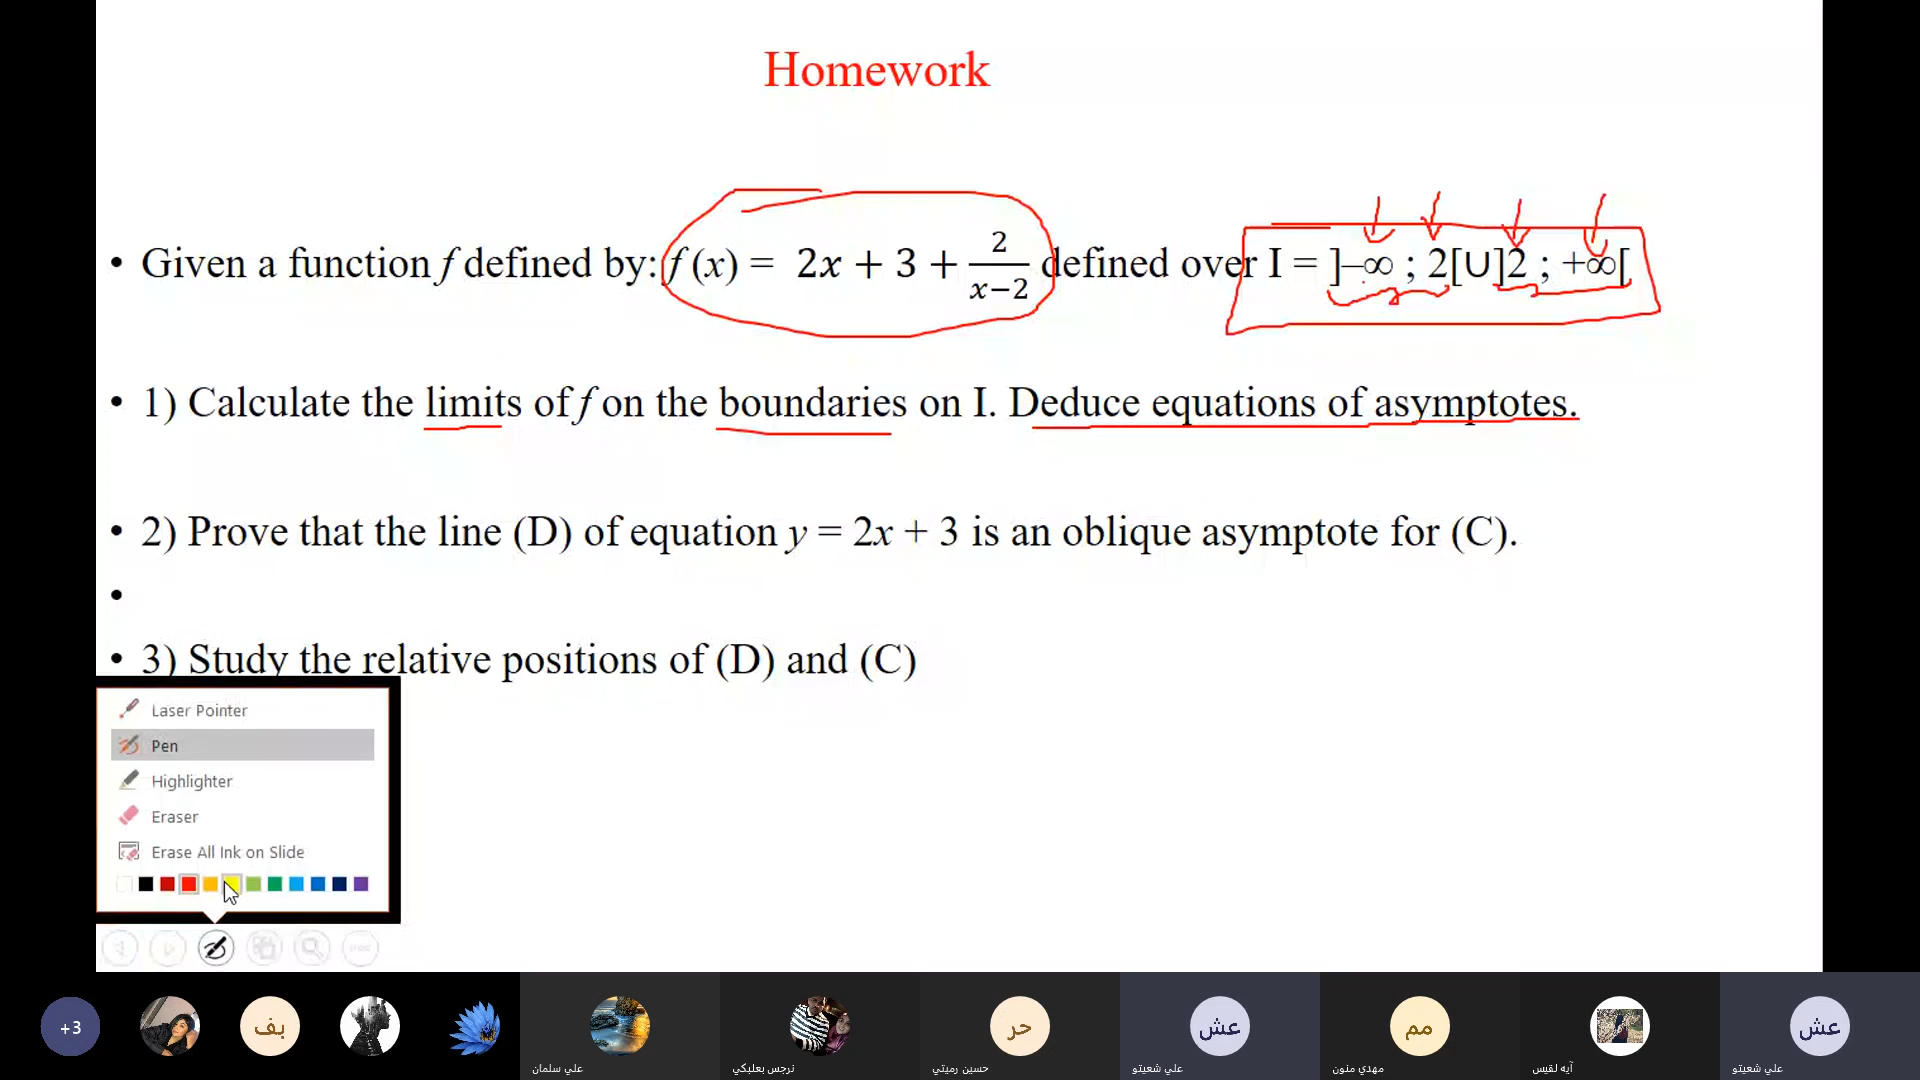 Homework
• Given a function f defined by: f (x) = 2x + 3 + \frac{2}{x−2} defined over I = ]–∞ ; 2[∪]2 ; +∞[
• 1) Calculate the limits of f on the boundaries on I. Deduce equations of asymptotes.
• 2) Prove that the line (D) of equation y = 2x + 3 is an oblique asymptote for (C).
•
• 3) Study the relative positions of (D) and (C)
Laser Pointer
Pen
Highlighter
Eraser
Erase All Ink on Slide
+3
بف
حر
عش
مم
عش
علي سلمان
نرجس بعلبكي
حسين رميتي
علي شعيتو
مهدي منون
آيه لقيس
علي شعيتو